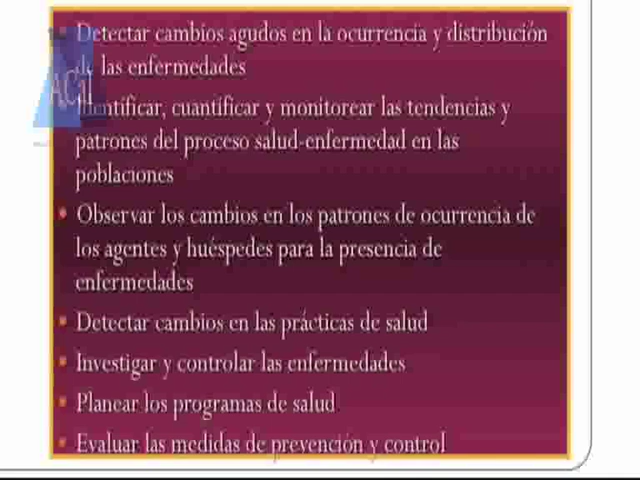 Detectar cambios agudos en la ocurrencia y distribución
de las enfermedades
Identificar, cuantificar y monitorear las tendencias y
patrones del proceso salud-enfermedad en las
poblaciones
Observar los cambios en los patrones de ocurrencia de
los agentes y huéspedes para la presencia de
enfermedades
Detectar cambios en las prácticas de salud
Investigar y controlar las enfermedades
Planear los programas de salud
Evaluar las medidas de prevención y control